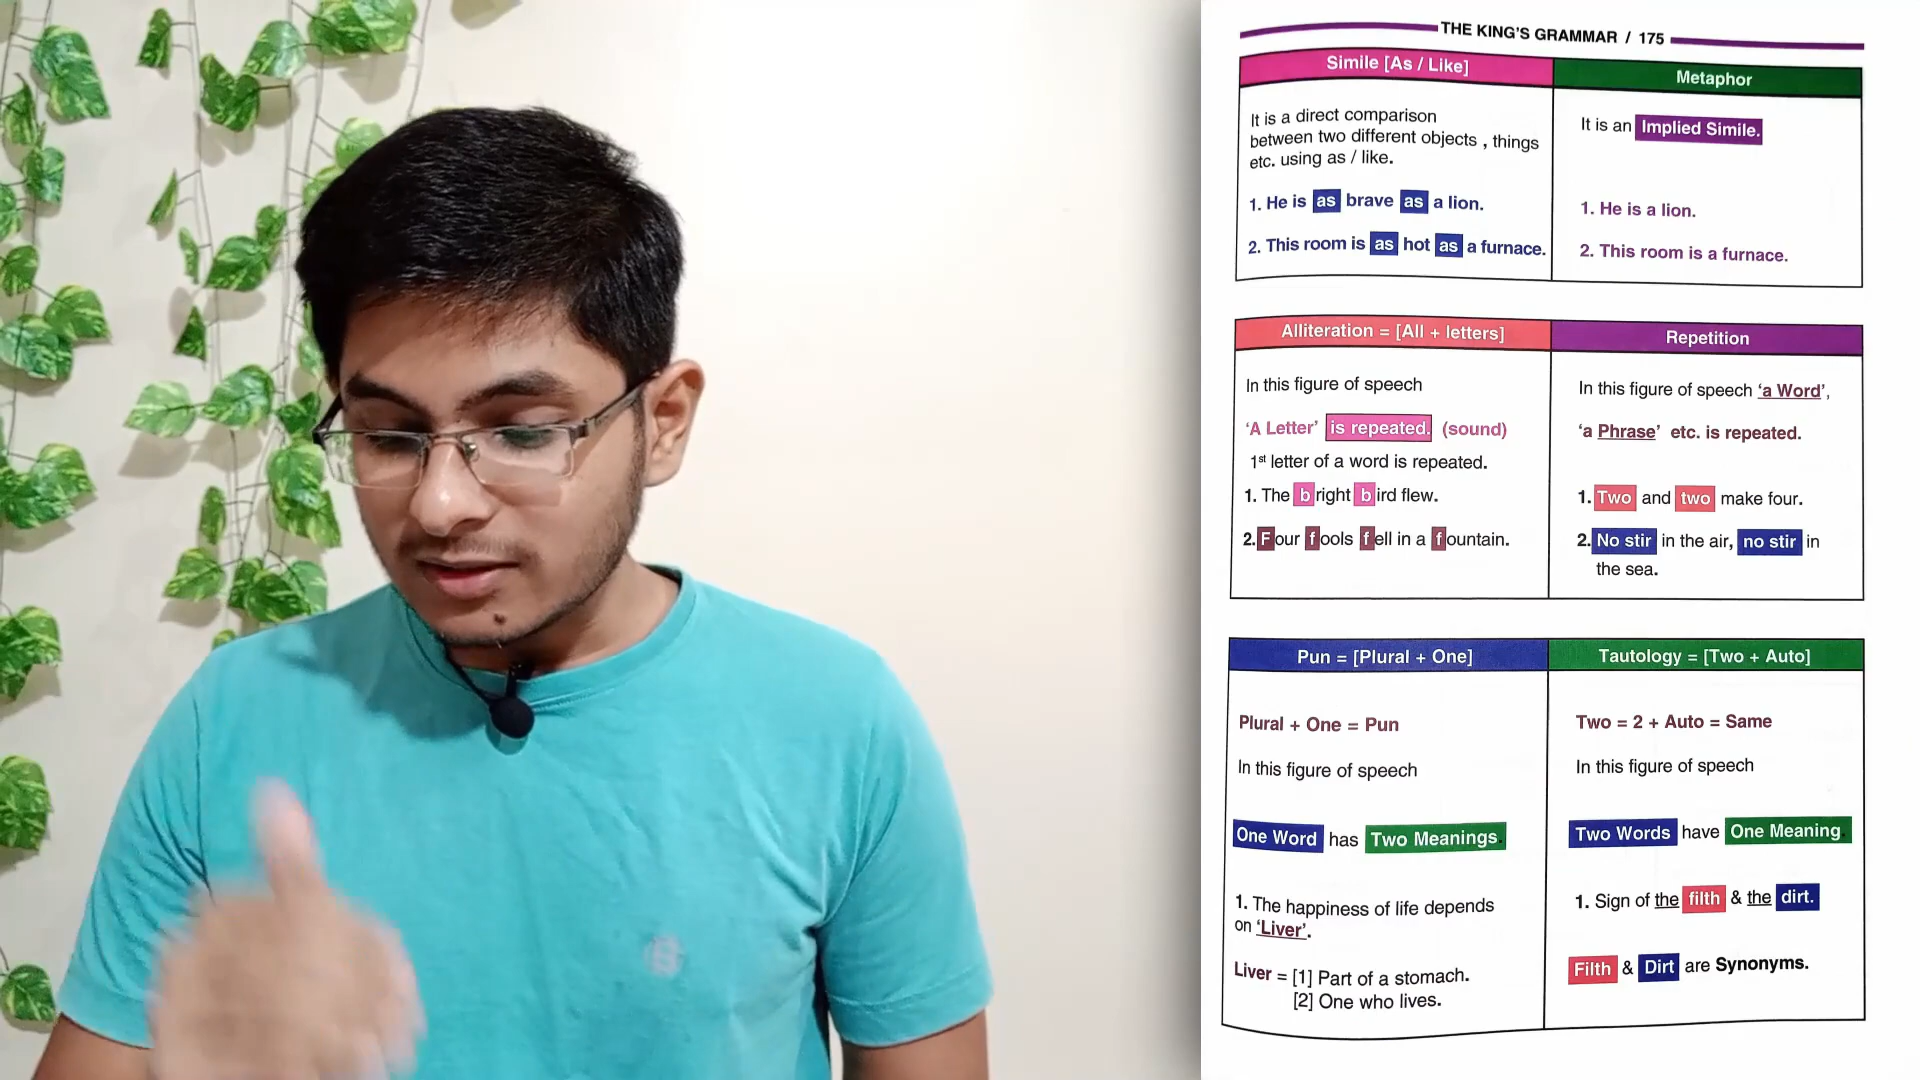 THE KING'S GRAMMAR / 175
Simile [As / Like]
It is a direct comparison
between two different objects , things
etc. using as / like.
1. He is as brave as a lion.
2. This room is as hot as a furnace.
Metaphor
It is an Implied Simile.
1. He is a lion.
2. This room is a furnace.
Alliteration = [All + letters]
In this figure of speech
'A Letter' is repeated. (sound)
1st letter of a word is repeated.
1. The bright bird flew.
2. Four fools fell in a fountain.
Repetition
In this figure of speech 'a Word',
'a Phrase' etc. is repeated.
1. Two and two make four.
2. No stir in the air, no stir in
the sea.
Pun = [Plural + One]
Plural + One = Pun
In this figure of speech
One Word has Two Meanings.
1. The happiness of life depends
on 'Liver'.
Liver = [1] Part of a stomach.
[2] One who lives.
Tautology = [Two + Auto]
Two = 2 + Auto = Same
In this figure of speech
Two Words have One Meaning.
1. Sign of the filth & the dirt.
Filth & Dirt are Synonyms.